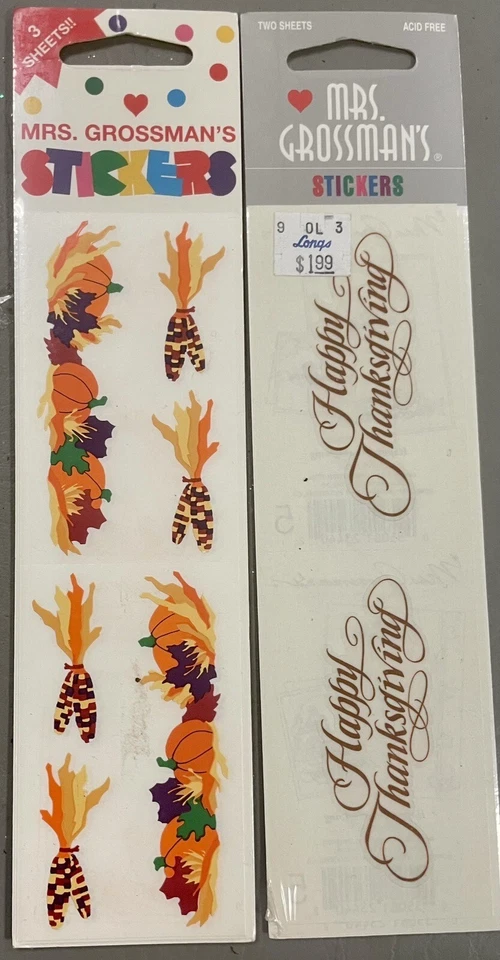 3
SHEETS!!
MRS. GROSSMAN'S
STICKERS
TWO SHEETS
ACID FREE
MRS.
GROSSMAN'S®
STICKERS
9 OL 3
Longs
$1.99
Happy
Thanksgiving
Happy
Thanksgiving